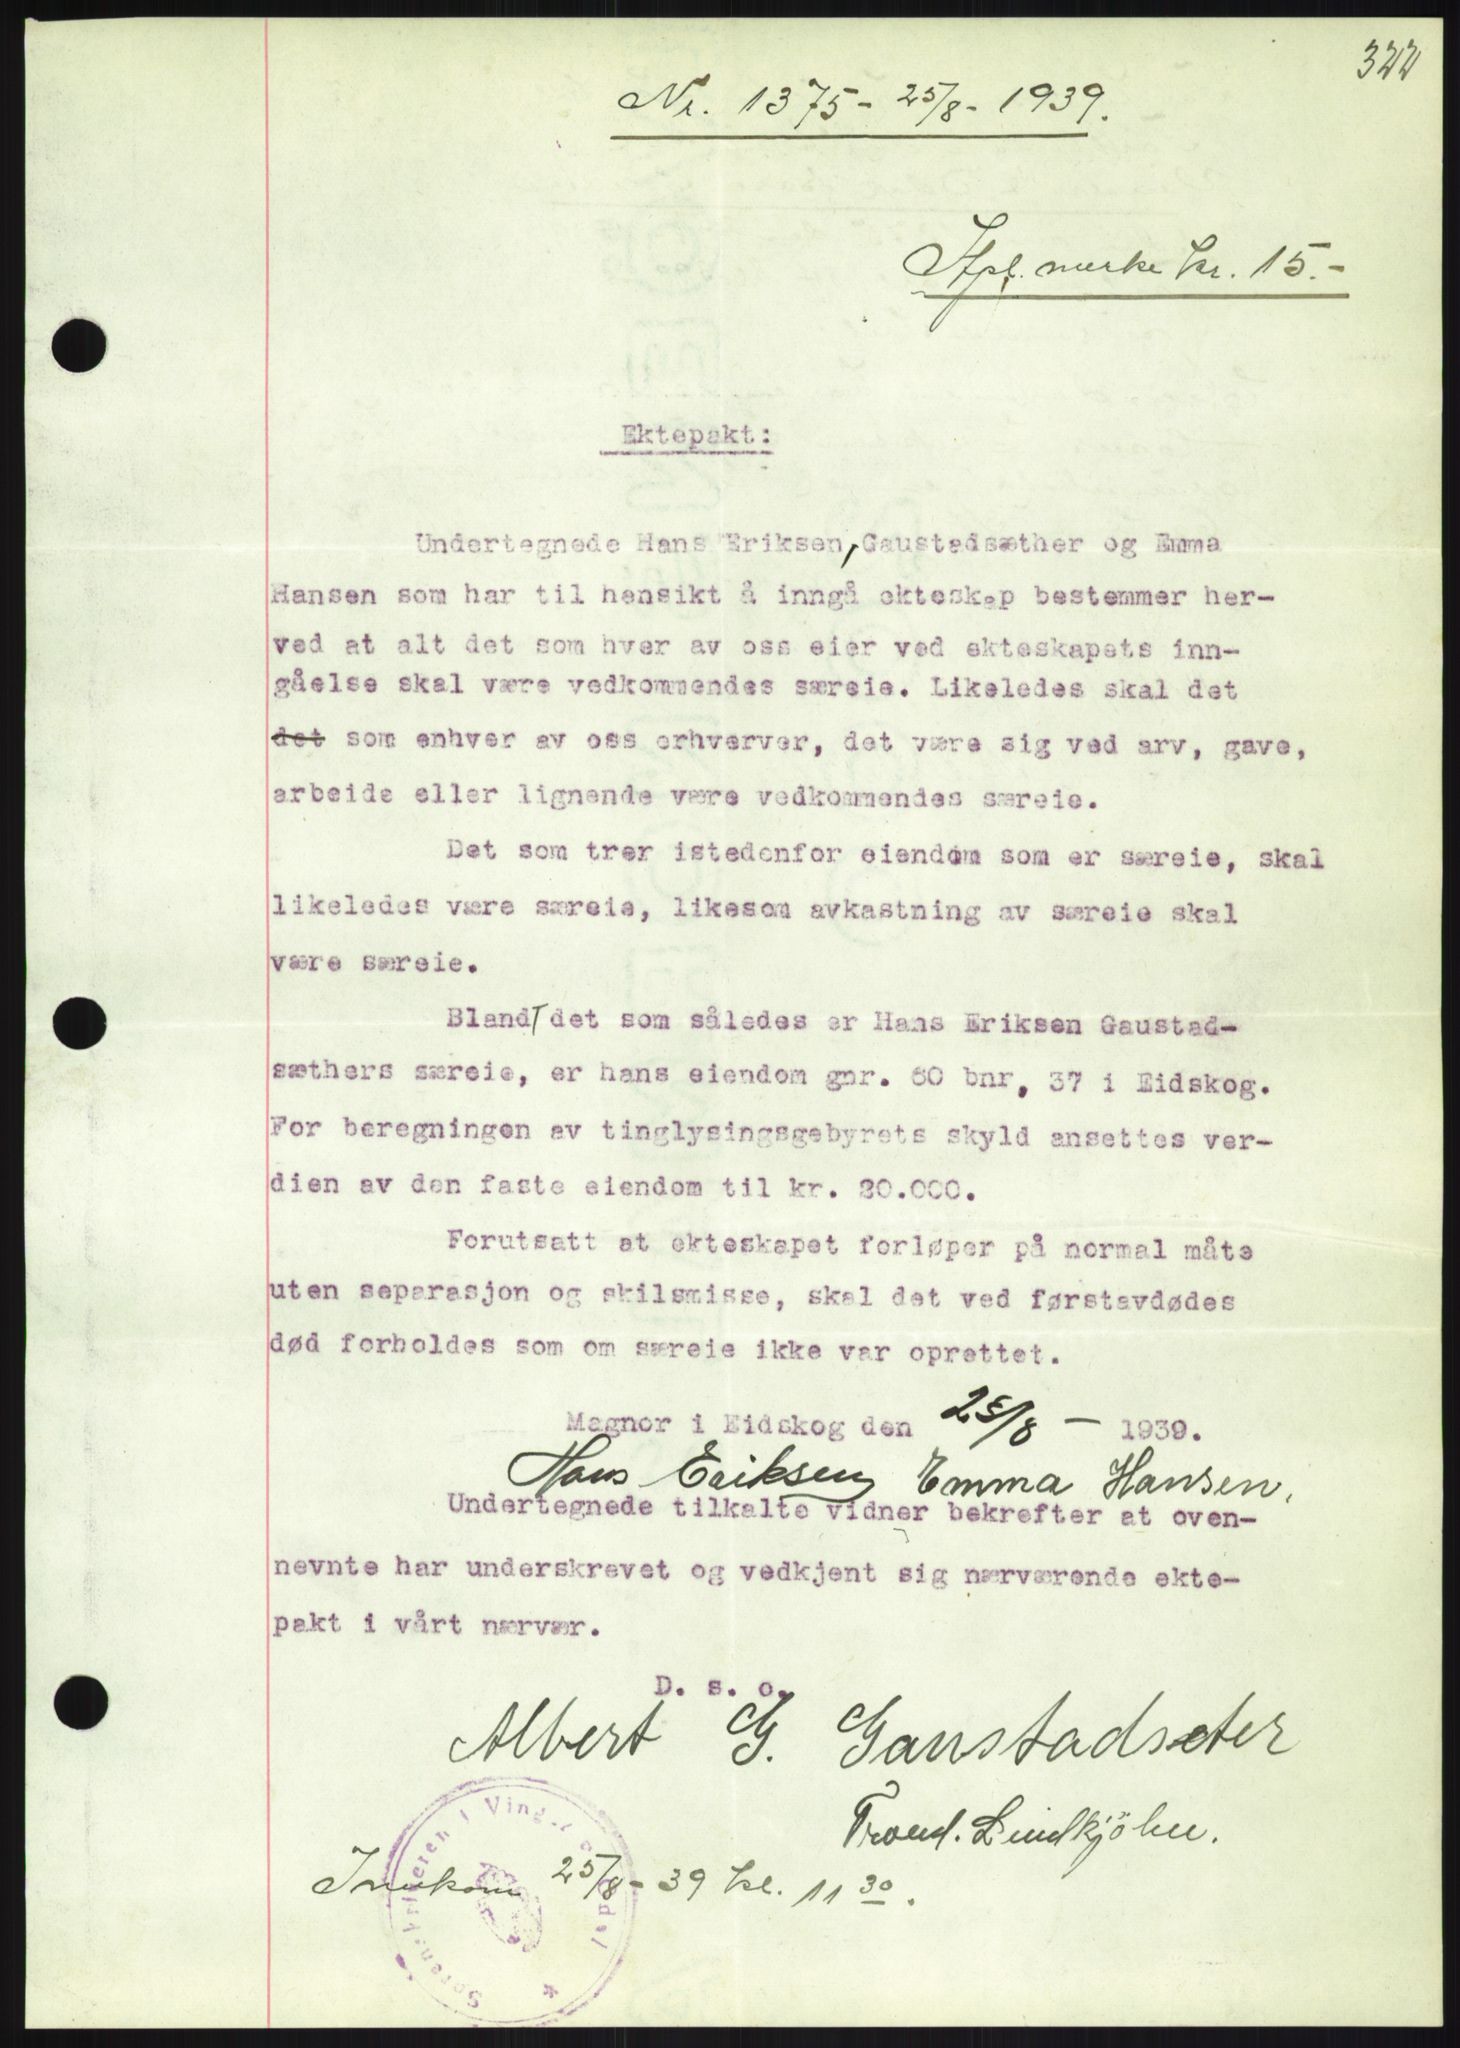 322
Nr. 1375 - 25/8 - 1939.
Stpl. merke kr. 15.-
Ektepakt:
Undertegnede Hans Eriksen, Gaustadsæther og Emma
Hansen som har til hensikt å inngå ekteskap bestemmer her-
ved at alt det som hver av oss eier ved ekteskapets inn-
gåelse skal være vedkommendes særeie. Likeledes skal det
det som enhver av oss erhverver, det være sig ved arv, gave,
arbeide eller lignende være vedkommendes særeie.
Det som trer istedenfor eiendom som er særeie, skal
likeledes være særeie, likesom avkastning av særeie skal
være særeie.
Blandt det som således er Hans Eriksen Gaustad-
sæthers særeie, er hans eiendom gnr. 60 bnr. 37 i Eidskog.
For beregningen av tinglysingsgebyrets skyld ansettes ver-
dien av den faste eiendom til kr. 20.000.
Forutsatt at ekteskapet forløper på normal måte
uten separasjon og skilsmisse, skal det ved førstavdødes
død forholdes som om særeie ikke var oprettet.
Magnor i Eidskog den 25/8 - 1939.
Hans Eriksen Emma Hansen.
Undertegnede tilkalte vidner bekrefter at oven-
nevnte har underskrevet og vedkjent sig nærværende ekte-
pakt i vårt nærvær.
D. s. o.
Albert G. Gaustadseter
Trond. Lindkjölen.
Innkom 25/8 - 39 kl. 11 30.
Sorenskriveren i Vinger og Odal